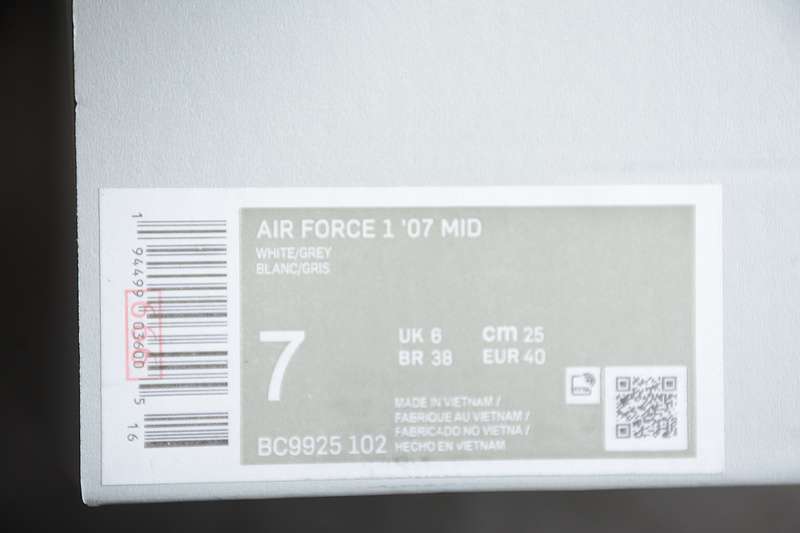 AIR FORCE 1 '07 MID
WHITE/GREY
BLANC/GRIS
7
UK 6
cm 25
BR 38
EUR 40
MADE IN VIETNAM /
FABRIQUE AU VIETNAM /
FABRICADO NO VIETNA /
HECHO EN VIETNAM
BC9925 102
1 94499 03600 5
16